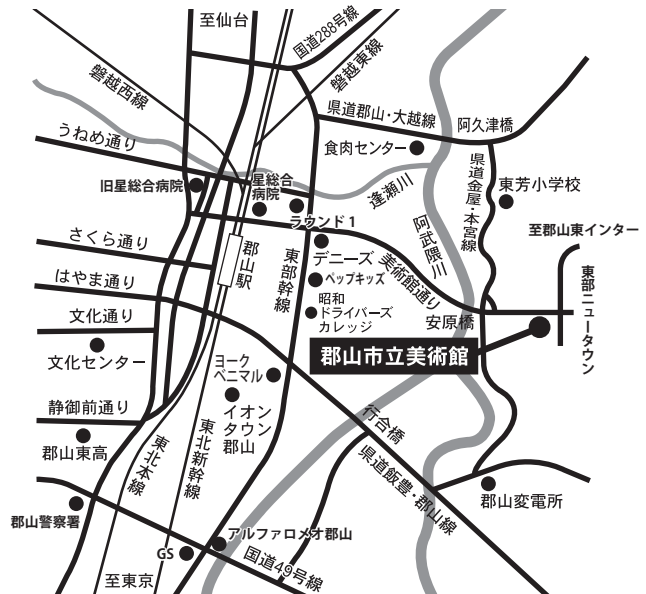 至仙台
国道288号線
磐越東線
磐越西線
県道郡山・大越線
阿久津橋
うねめ通り
食肉センター
県道金屋・本宮線
旧星総合病院
星総合
病院
逢瀬川
東芳小学校
ラウンド1
阿武隈川
至郡山東インター
さくら通り
郡山駅
東部幹線
デニーズ
美術館通り
ペップキッズ
東部ニュータウン
はやま通り
昭和
ドライバーズ
カレッジ
安原橋
文化通り
文化センター
郡山市立美術館
ヨーク
ベニマル
イオン
タウン
郡山
静御前通り
行合橋
郡山東高
東北本線
東北新幹線
県道飯豊・郡山線
郡山変電所
郡山警察署
アルファロメオ郡山
GS
国道49号線
至東京